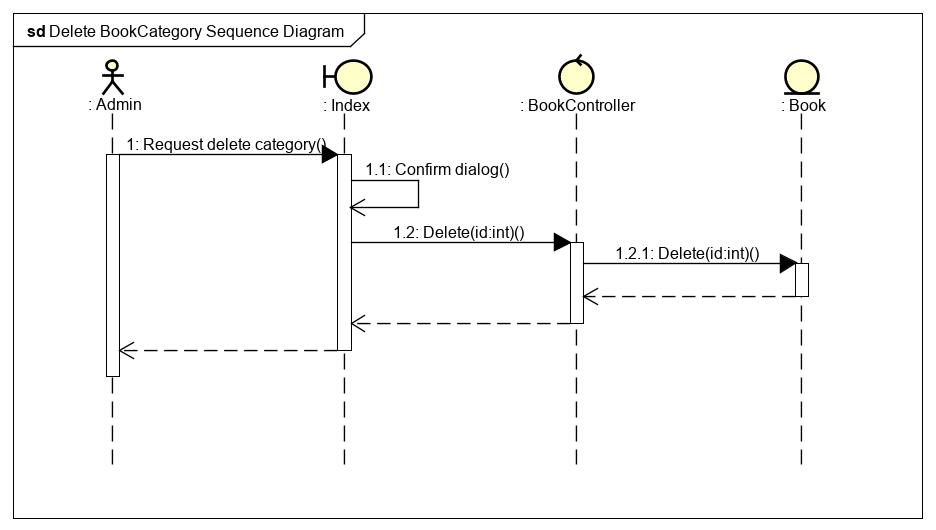 sd Delete BookCategory Sequence Diagram
: Admin
: Index
: BookController
: Book
1: Request delete category()
1.1: Confirm dialog()
1.2: Delete(id:int)()
1.2.1: Delete(id:int)()